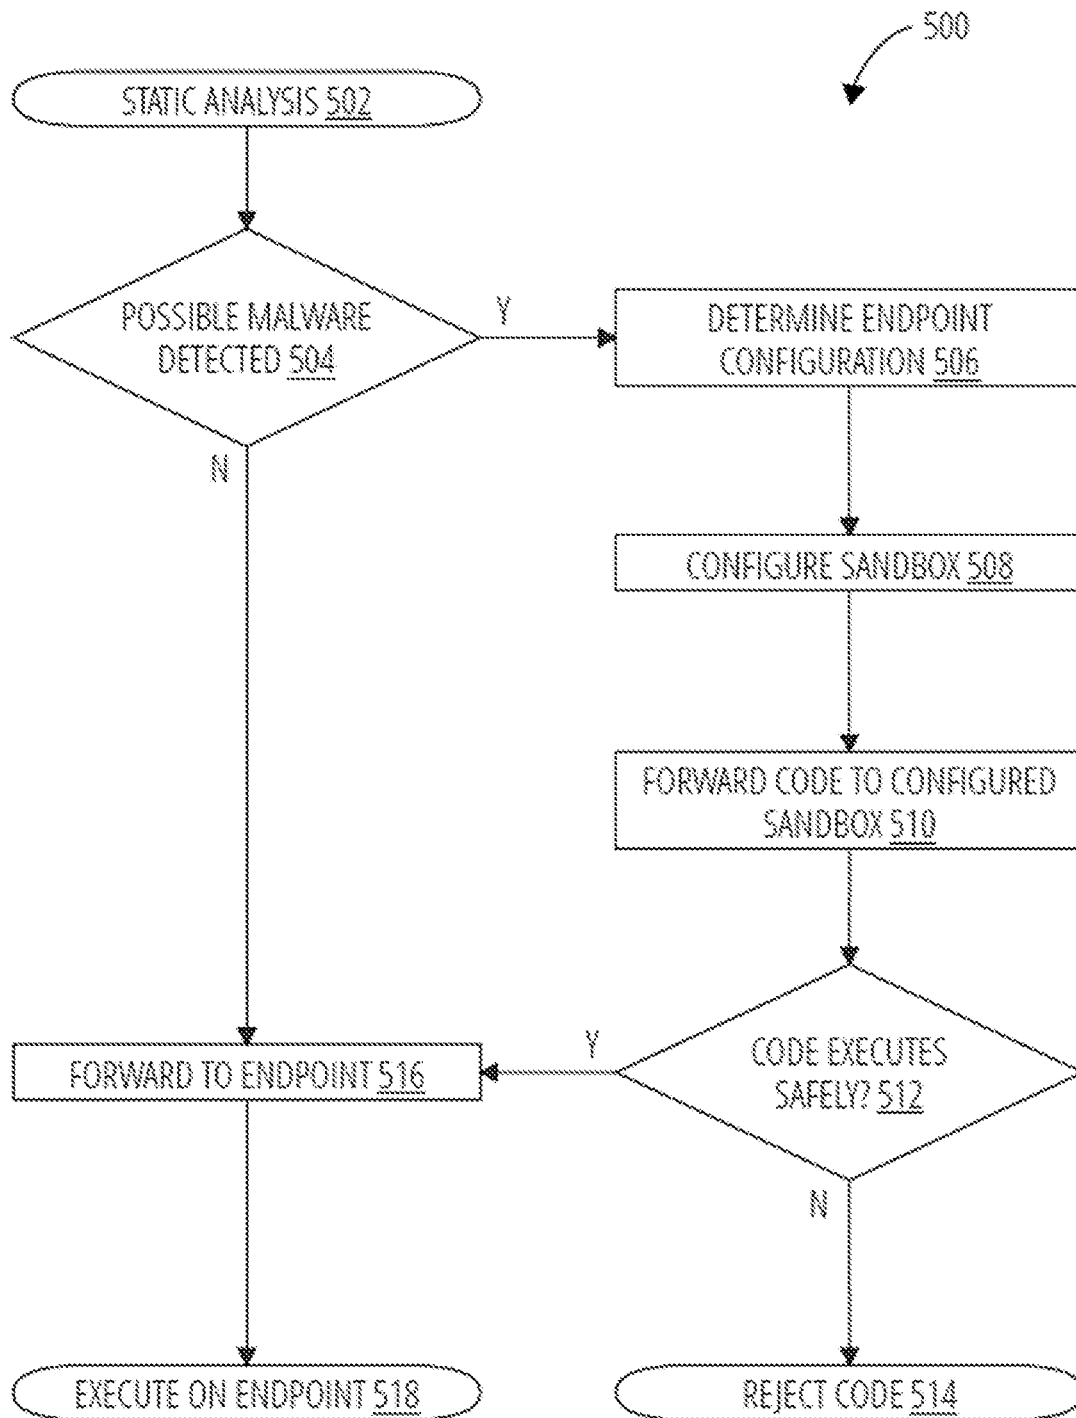 500
STATIC ANALYSIS 502
POSSIBLE MALWARE
DETECTED 504
Y
N
DETERMINE ENDPOINT
CONFIGURATION 506
CONFIGURE SANDBOX 508
FORWARD CODE TO CONFIGURED
SANDBOX 510
CODE EXECUTES
SAFELY? 512
Y
N
FORWARD TO ENDPOINT 516
EXECUTE ON ENDPOINT 518
REJECT CODE 514